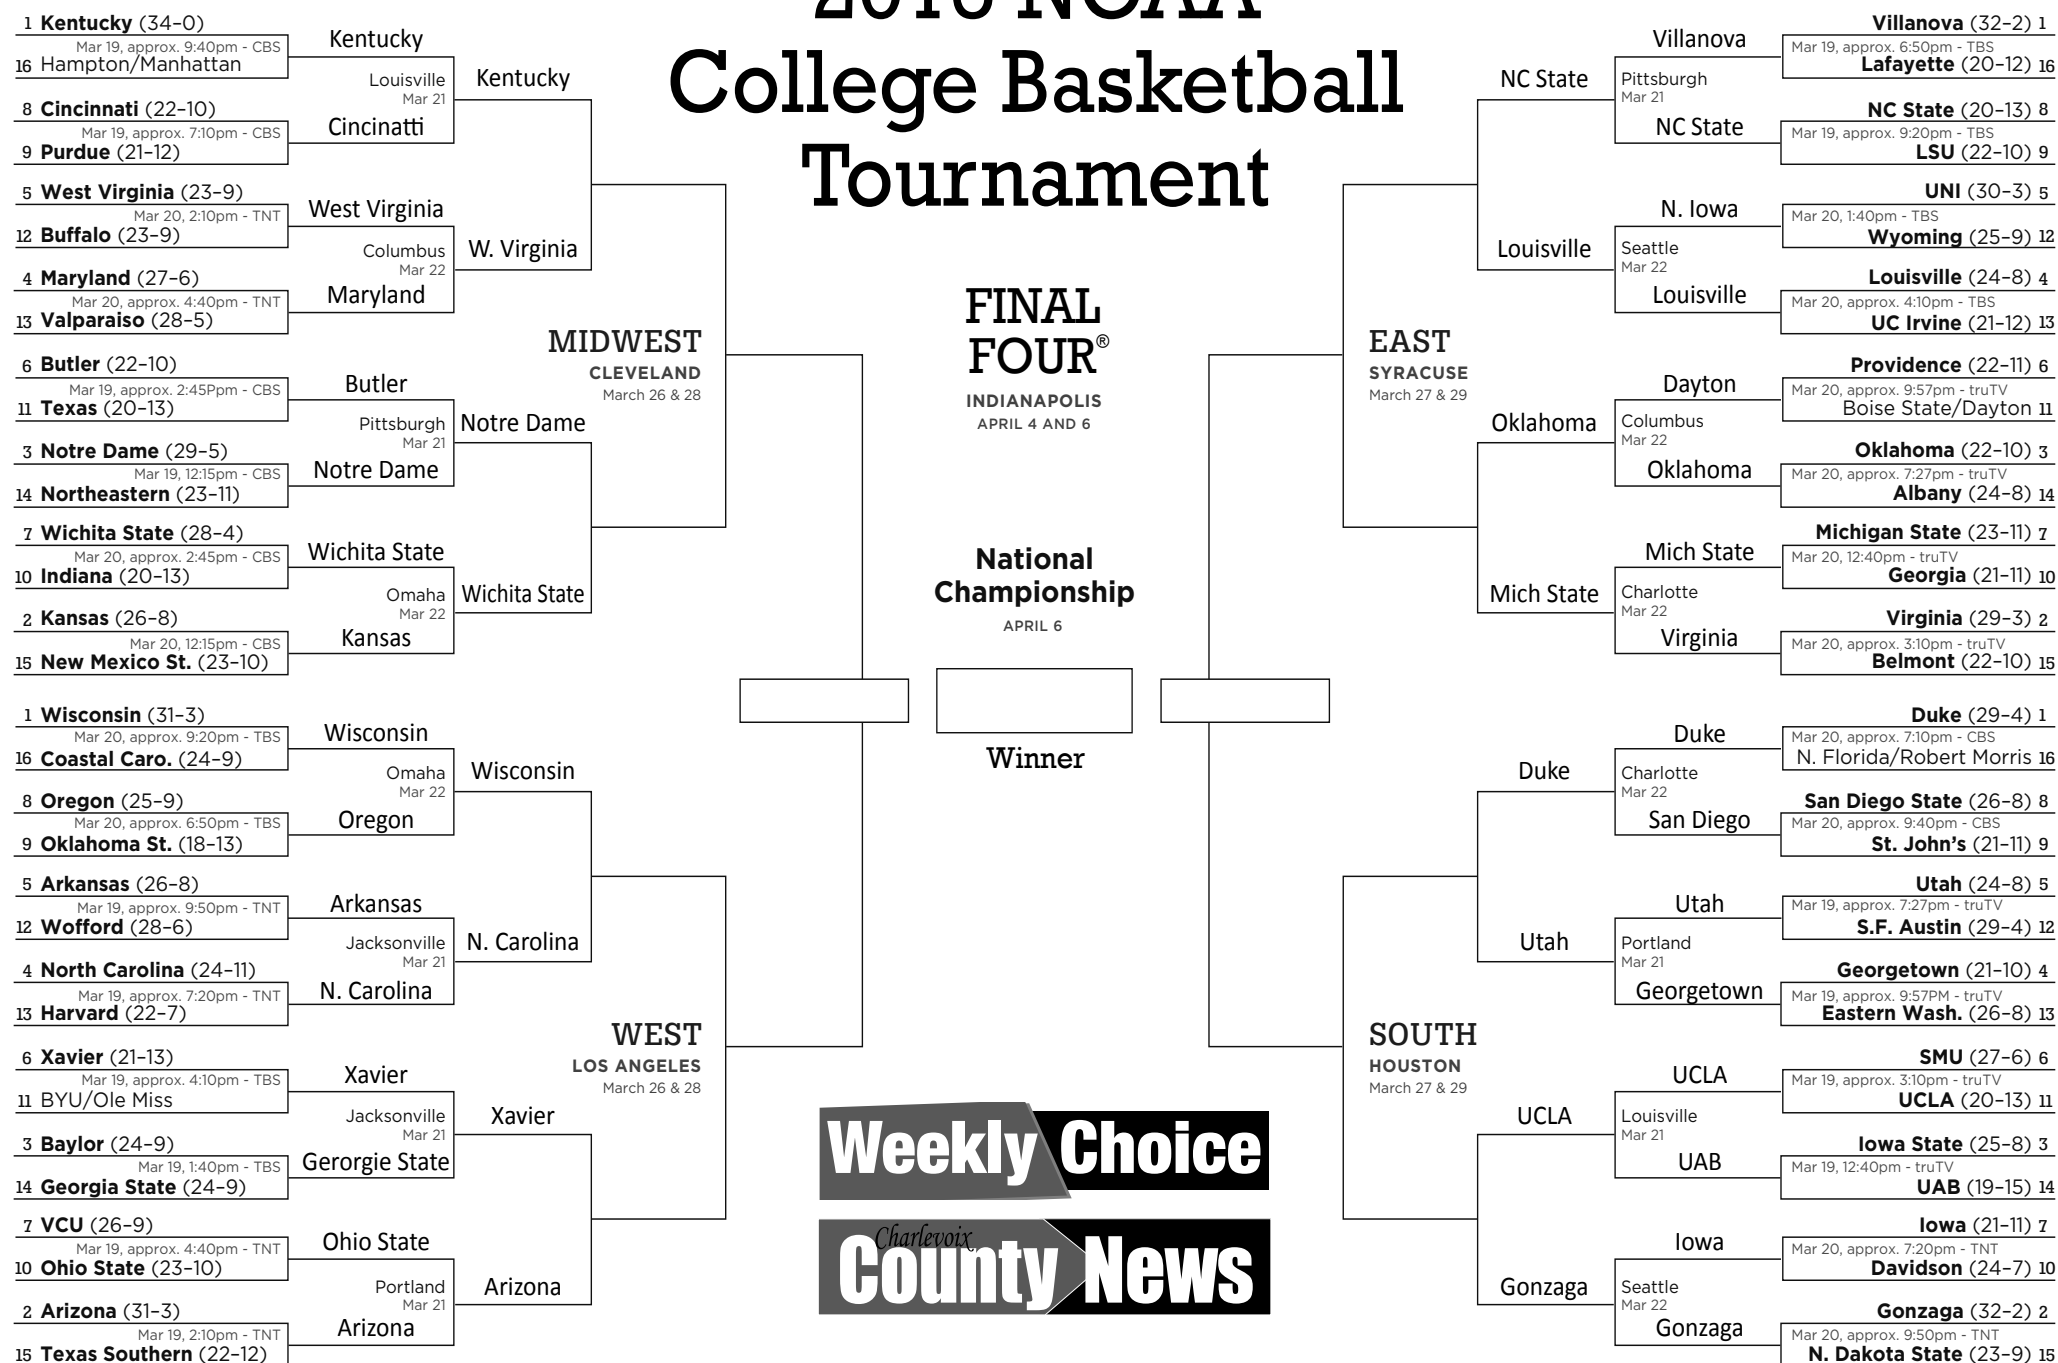 2015 NCAA
College Basketball
Tournament
1 Kentucky (34–0)
Mar 19, approx. 9:40pm - CBS
16 Hampton/Manhattan
8 Cincinnati (22–10)
Mar 19, approx. 7:10pm - CBS
9 Purdue (21–12)
5 West Virginia (23–9)
Mar 20, 2:10pm - TNT
12 Buffalo (23–9)
4 Maryland (27–6)
Mar 20, approx. 4:40pm - TNT
13 Valparaiso (28–5)
6 Butler (22–10)
Mar 19, approx. 2:45Ppm - CBS
11 Texas (20–13)
3 Notre Dame (29–5)
Mar 19, 12:15pm - CBS
14 Northeastern (23–11)
7 Wichita State (28–4)
Mar 20, approx. 2:45pm - CBS
10 Indiana (20–13)
2 Kansas (26–8)
Mar 20, 12:15pm - CBS
15 New Mexico St. (23–10)
Kentucky
Louisville
Mar 21
Cincinatti
West Virginia
Columbus
Mar 22
Maryland
Butler
Pittsburgh
Mar 21
Notre Dame
Wichita State
Omaha
Mar 22
Kansas
Kentucky
W. Virginia
Notre Dame
Wichita State
MIDWEST
CLEVELAND
March 26 & 28
1 Wisconsin (31–3)
Mar 20, approx. 9:20pm - TBS
16 Coastal Caro. (24–9)
8 Oregon (25–9)
Mar 20, approx. 6:50pm - TBS
9 Oklahoma St. (18–13)
5 Arkansas (26–8)
Mar 19, approx. 9:50pm - TNT
12 Wofford (28–6)
4 North Carolina (24–11)
Mar 19, approx. 7:20pm - TNT
13 Harvard (22–7)
6 Xavier (21–13)
Mar 19, approx. 4:10pm - TBS
11 BYU/Ole Miss
3 Baylor (24–9)
Mar 19, 1:40pm - TBS
14 Georgia State (24–9)
7 VCU (26–9)
Mar 19, approx. 4:40pm - TNT
10 Ohio State (23–10)
2 Arizona (31–3)
Mar 19, 2:10pm - TNT
15 Texas Southern (22–12)
Wisconsin
Omaha
Mar 22
Oregon
Arkansas
Jacksonville
Mar 21
N. Carolina
Xavier
Jacksonville
Mar 21
Gerorgie State
Ohio State
Portland
Mar 21
Arizona
Wisconsin
N. Carolina
Xavier
Arizona
WEST
LOS ANGELES
March 26 & 28
FINAL
FOUR®
INDIANAPOLIS
APRIL 4 AND 6
National
Championship
APRIL 6
Winner
Weekly Choice
Charlevoix
County News
EAST
SYRACUSE
March 27 & 29
NC State
Louisville
Oklahoma
Mich State
Villanova
Pittsburgh
Mar 21
NC State
N. Iowa
Seattle
Mar 22
Louisville
Dayton
Columbus
Mar 22
Oklahoma
Mich State
Charlotte
Mar 22
Virginia
Villanova (32–2) 1
Mar 19, approx. 6:50pm - TBS
Lafayette (20–12) 16
NC State (20–13) 8
Mar 19, approx. 9:20pm - TBS
LSU (22–10) 9
UNI (30–3) 5
Mar 20, 1:40pm - TBS
Wyoming (25–9) 12
Louisville (24–8) 4
Mar 20, approx. 4:10pm - TBS
UC Irvine (21–12) 13
Providence (22–11) 6
Mar 20, approx. 9:57pm - truTV
Boise State/Dayton 11
Oklahoma (22–10) 3
Mar 20, approx. 7:27pm - truTV
Albany (24–8) 14
Michigan State (23–11) 7
Mar 20, 12:40pm - truTV
Georgia (21–11) 10
Virginia (29–3) 2
Mar 20, approx. 3:10pm - truTV
Belmont (22–10) 15
SOUTH
HOUSTON
March 27 & 29
Duke
Utah
UCLA
Gonzaga
Duke
Charlotte
Mar 22
San Diego
Utah
Portland
Mar 21
Georgetown
UCLA
Louisville
Mar 21
UAB
Iowa
Seattle
Mar 22
Gonzaga
Duke (29–4) 1
Mar 20, approx. 7:10pm - CBS
N. Florida/Robert Morris 16
San Diego State (26–8) 8
Mar 20, approx. 9:40pm - CBS
St. John’s (21–11) 9
Utah (24–8) 5
Mar 19, approx. 7:27pm - truTV
S.F. Austin (29–4) 12
Georgetown (21–10) 4
Mar 19, approx. 9:57PM - truTV
Eastern Wash. (26–8) 13
SMU (27–6) 6
Mar 19, approx. 3:10pm - truTV
UCLA (20–13) 11
Iowa State (25–8) 3
Mar 19, 12:40pm - truTV
UAB (19–15) 14
Iowa (21–11) 7
Mar 20, approx. 7:20pm - TNT
Davidson (24–7) 10
Gonzaga (32–2) 2
Mar 20, approx. 9:50pm - TNT
N. Dakota State (23–9) 15